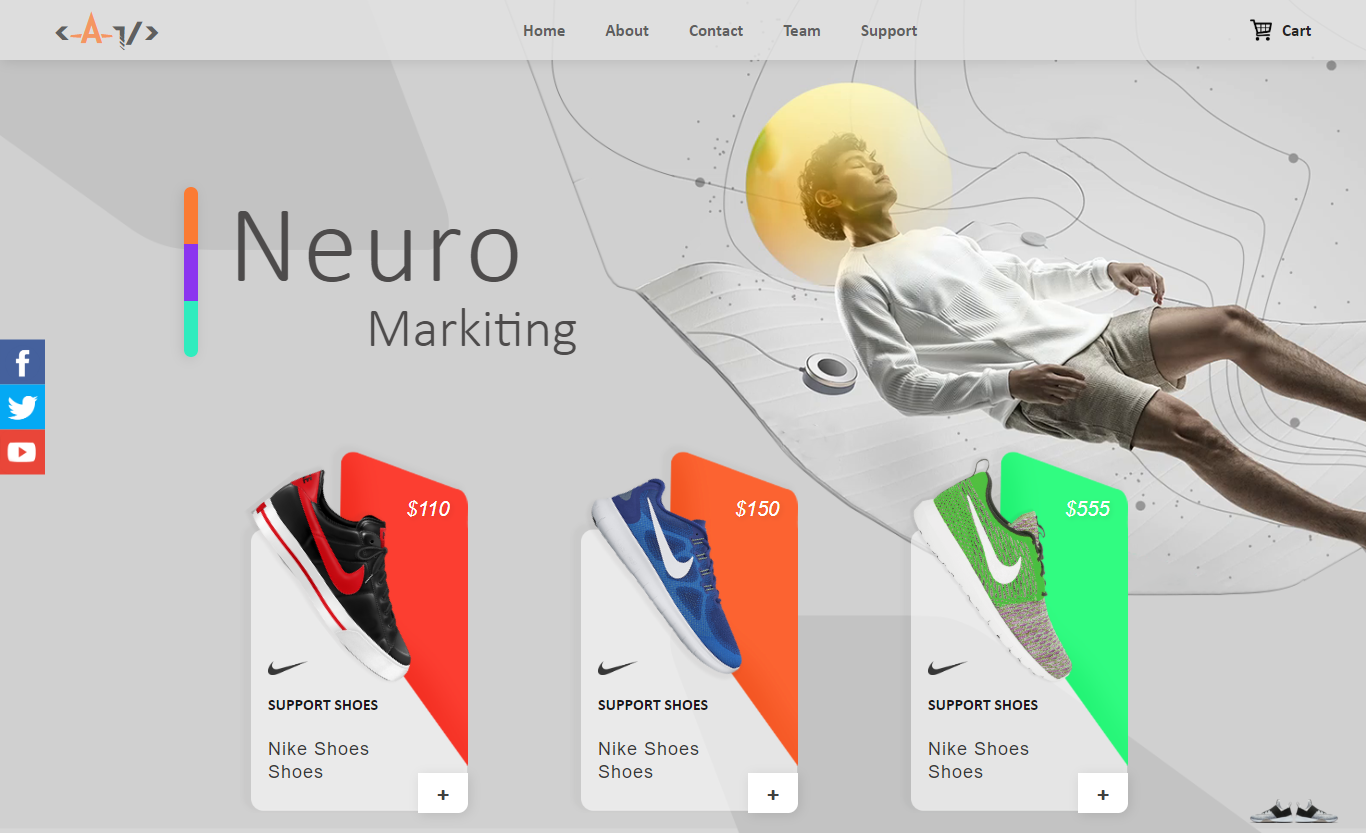 Home About Contact Team Support Cart
Neuro
Markiting
$110 $150 $555
SUPPORT SHOES SUPPORT SHOES SUPPORT SHOES
Nike Shoes Nike Shoes Nike Shoes
Shoes Shoes Shoes
+ + +